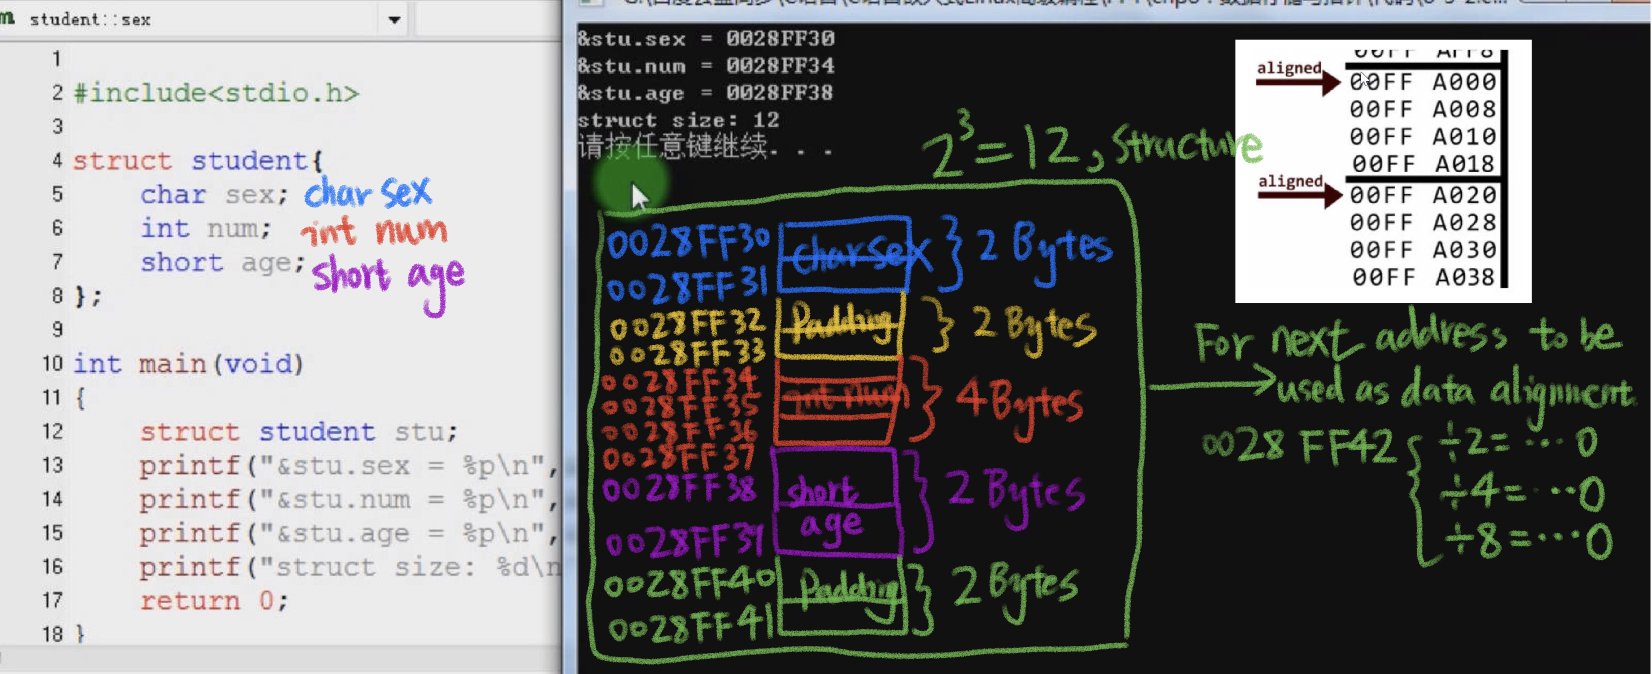 student::sex
1
2 #include<stdio.h>
3
4 struct student{
5 char sex; char sex
6 int num; int num
7 short age; short age
8 };
9
10 int main(void)
11 {
12 struct student stu;
13 printf("&stu.sex = %p\n",
14 printf("&stu.num = %p\n",
15 printf("&stu.age = %p\n",
16 printf("struct size: %d\n
17 return 0;
18 }
&stu.sex = 0028FF30
&stu.num = 0028FF34
&stu.age = 0028FF38
struct size: 12
请按任意键继续. . .
2³=12, Structure
0028FF30 char sex } 2 Bytes
0028FF31
0028FF32 Padding } 2 Bytes
0028FF33
0028FF34 int num } 4 Bytes
0028FF35
0028FF36
0028FF37
0028FF38 short } 2 Bytes
age
0028FF39
0028FF40 Padding } 2 Bytes
0028FF41
aligned 00FF A000
00FF A008
00FF A010
00FF A018
aligned 00FF A020
00FF A028
00FF A030
00FF A038
For next address to be
used as data alignment.
0028 FF42 { ÷2=…0
÷4=…0
÷8=…0